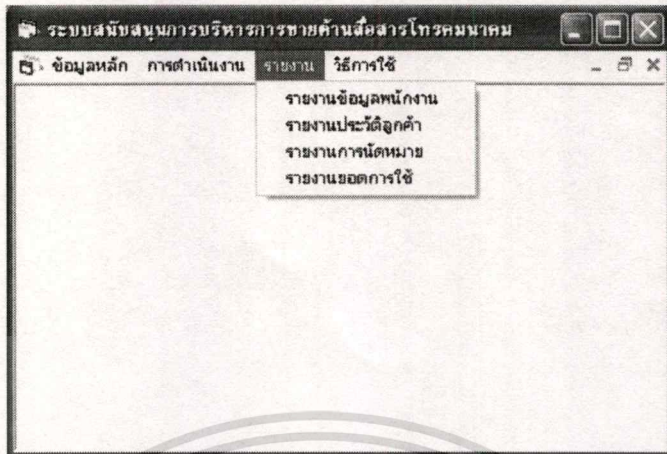 ระบบสนับสนุนการบริหารการขายด้านสื่อสารโทรคมนาคม
ข้อมูลหลัก การดำเนินงาน รายงาน วิธีการใช้
รายงานข้อมูลพนักงาน
รายงานประวัติลูกค้า
รายงานการนัดหมาย
รายงานยอดการใช้